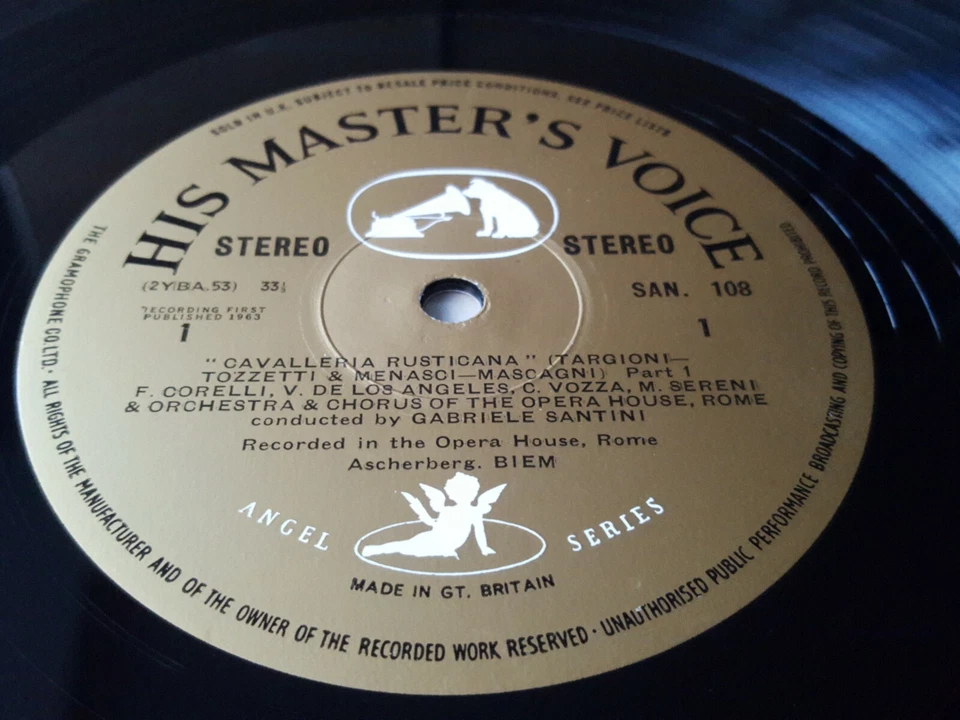 SOLD IN U.K. SUBJECT TO RESALE PRICE CONDITIONS, SEE PRICE LISTS
HIS MASTER'S VOICE
STEREO STEREO
(2YBA.53) 33⅓ SAN. 108
RECORDING FIRST
PUBLISHED 1963
1 1
"CAVALLERIA RUSTICANA" (TARGIONI—
TOZZETTI & MENASCI—MASCAGNI) Part 1
F. CORELLI, V. DE LOS ANGELES, C. VOZZA, M. SERENI
& ORCHESTRA & CHORUS OF THE OPERA HOUSE, ROME
conducted by GABRIELE SANTINI
Recorded in the Opera House, Rome
Ascherberg. BIEM
ANGEL SERIES
MADE IN GT. BRITAIN
THE GRAMOPHONE CO. LTD. · ALL RIGHTS OF THE MANUFACTURER AND OF THE OWNER OF THE RECORDED WORK RESERVED · UNAUTHORISED PUBLIC PERFORMANCE BROADCASTING AND COPYING OF THIS RECORD PROHIBITED